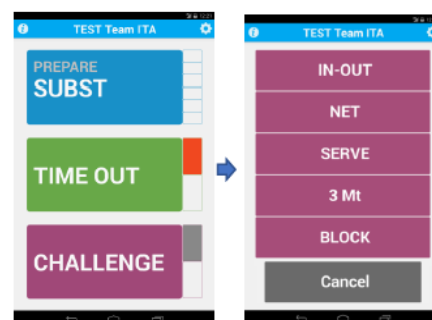 TEST Team ITA
PREPARE
SUBST
TIME OUT
CHALLENGE
TEST Team ITA
IN-OUT
NET
SERVE
3 Mt
BLOCK
Cancel